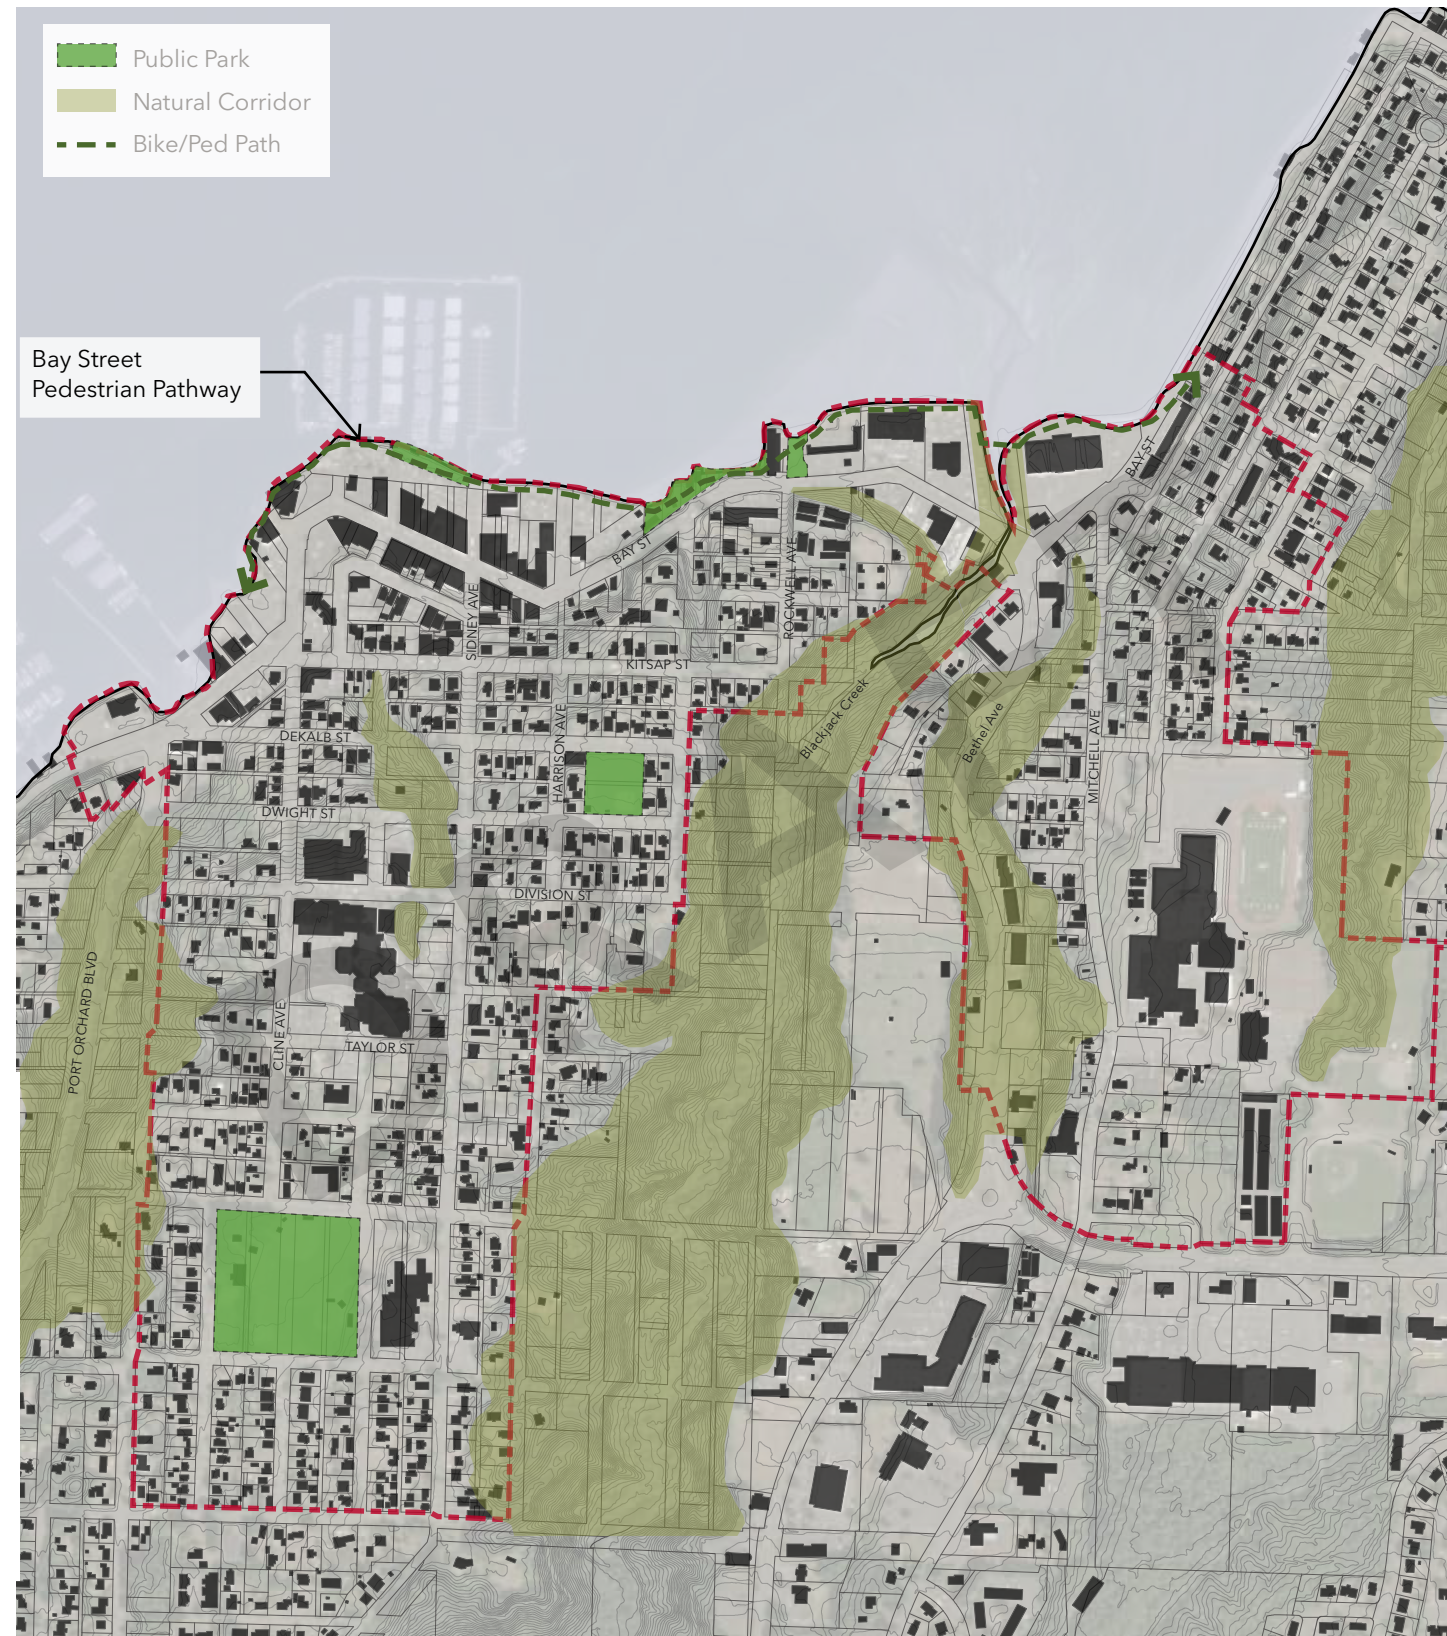 Public Park
Natural Corridor
Bike/Ped Path
Bay Street
Pedestrian Pathway
BAY ST
BAY ST
SIDNEY AVE
ROCKWELL AVE
KITSAP ST
Blackjack Creek
Bethel Ave
MITCHELL AVE
HARRISON AVE
DEKALB ST
DWIGHT ST
DIVISION ST
PORT ORCHARD BLVD
CLINE AVE
TAYLOR ST